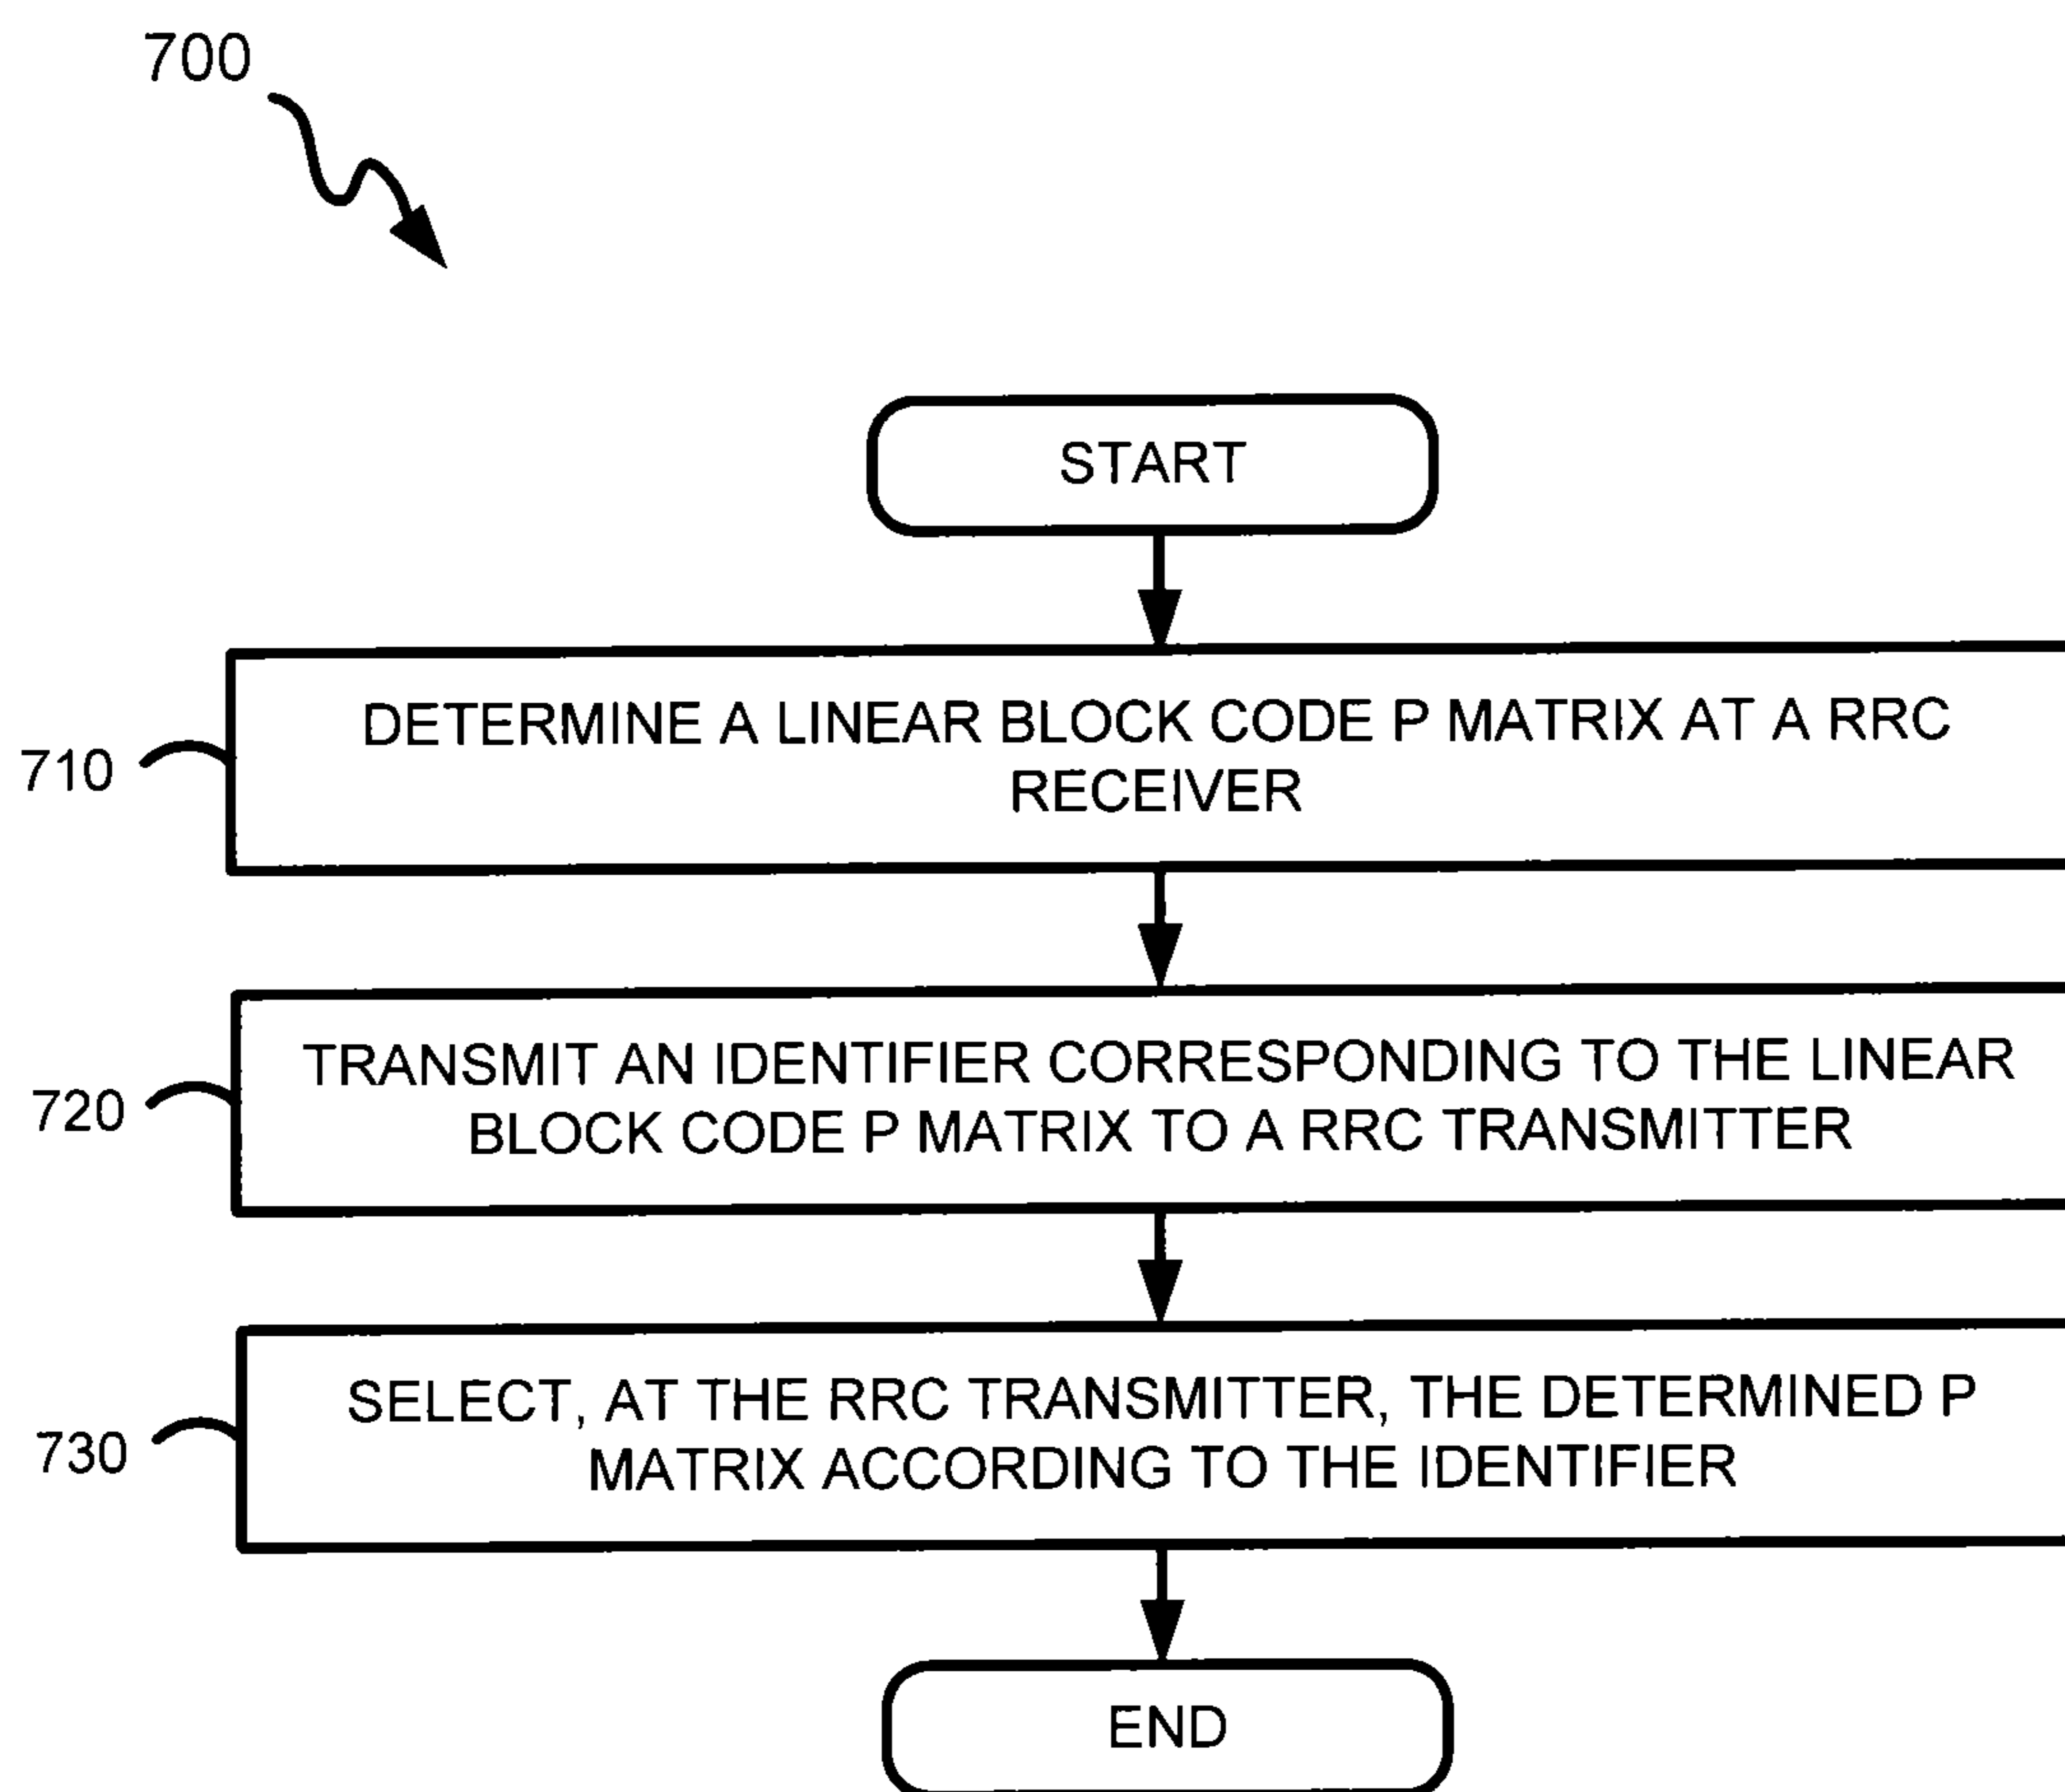 700
START
DETERMINE A LINEAR BLOCK CODE P MATRIX AT A RRC
RECEIVER
710
TRANSMIT AN IDENTIFIER CORRESPONDING TO THE LINEAR
BLOCK CODE P MATRIX TO A RRC TRANSMITTER
720
SELECT, AT THE RRC TRANSMITTER, THE DETERMINED P
MATRIX ACCORDING TO THE IDENTIFIER
730
END